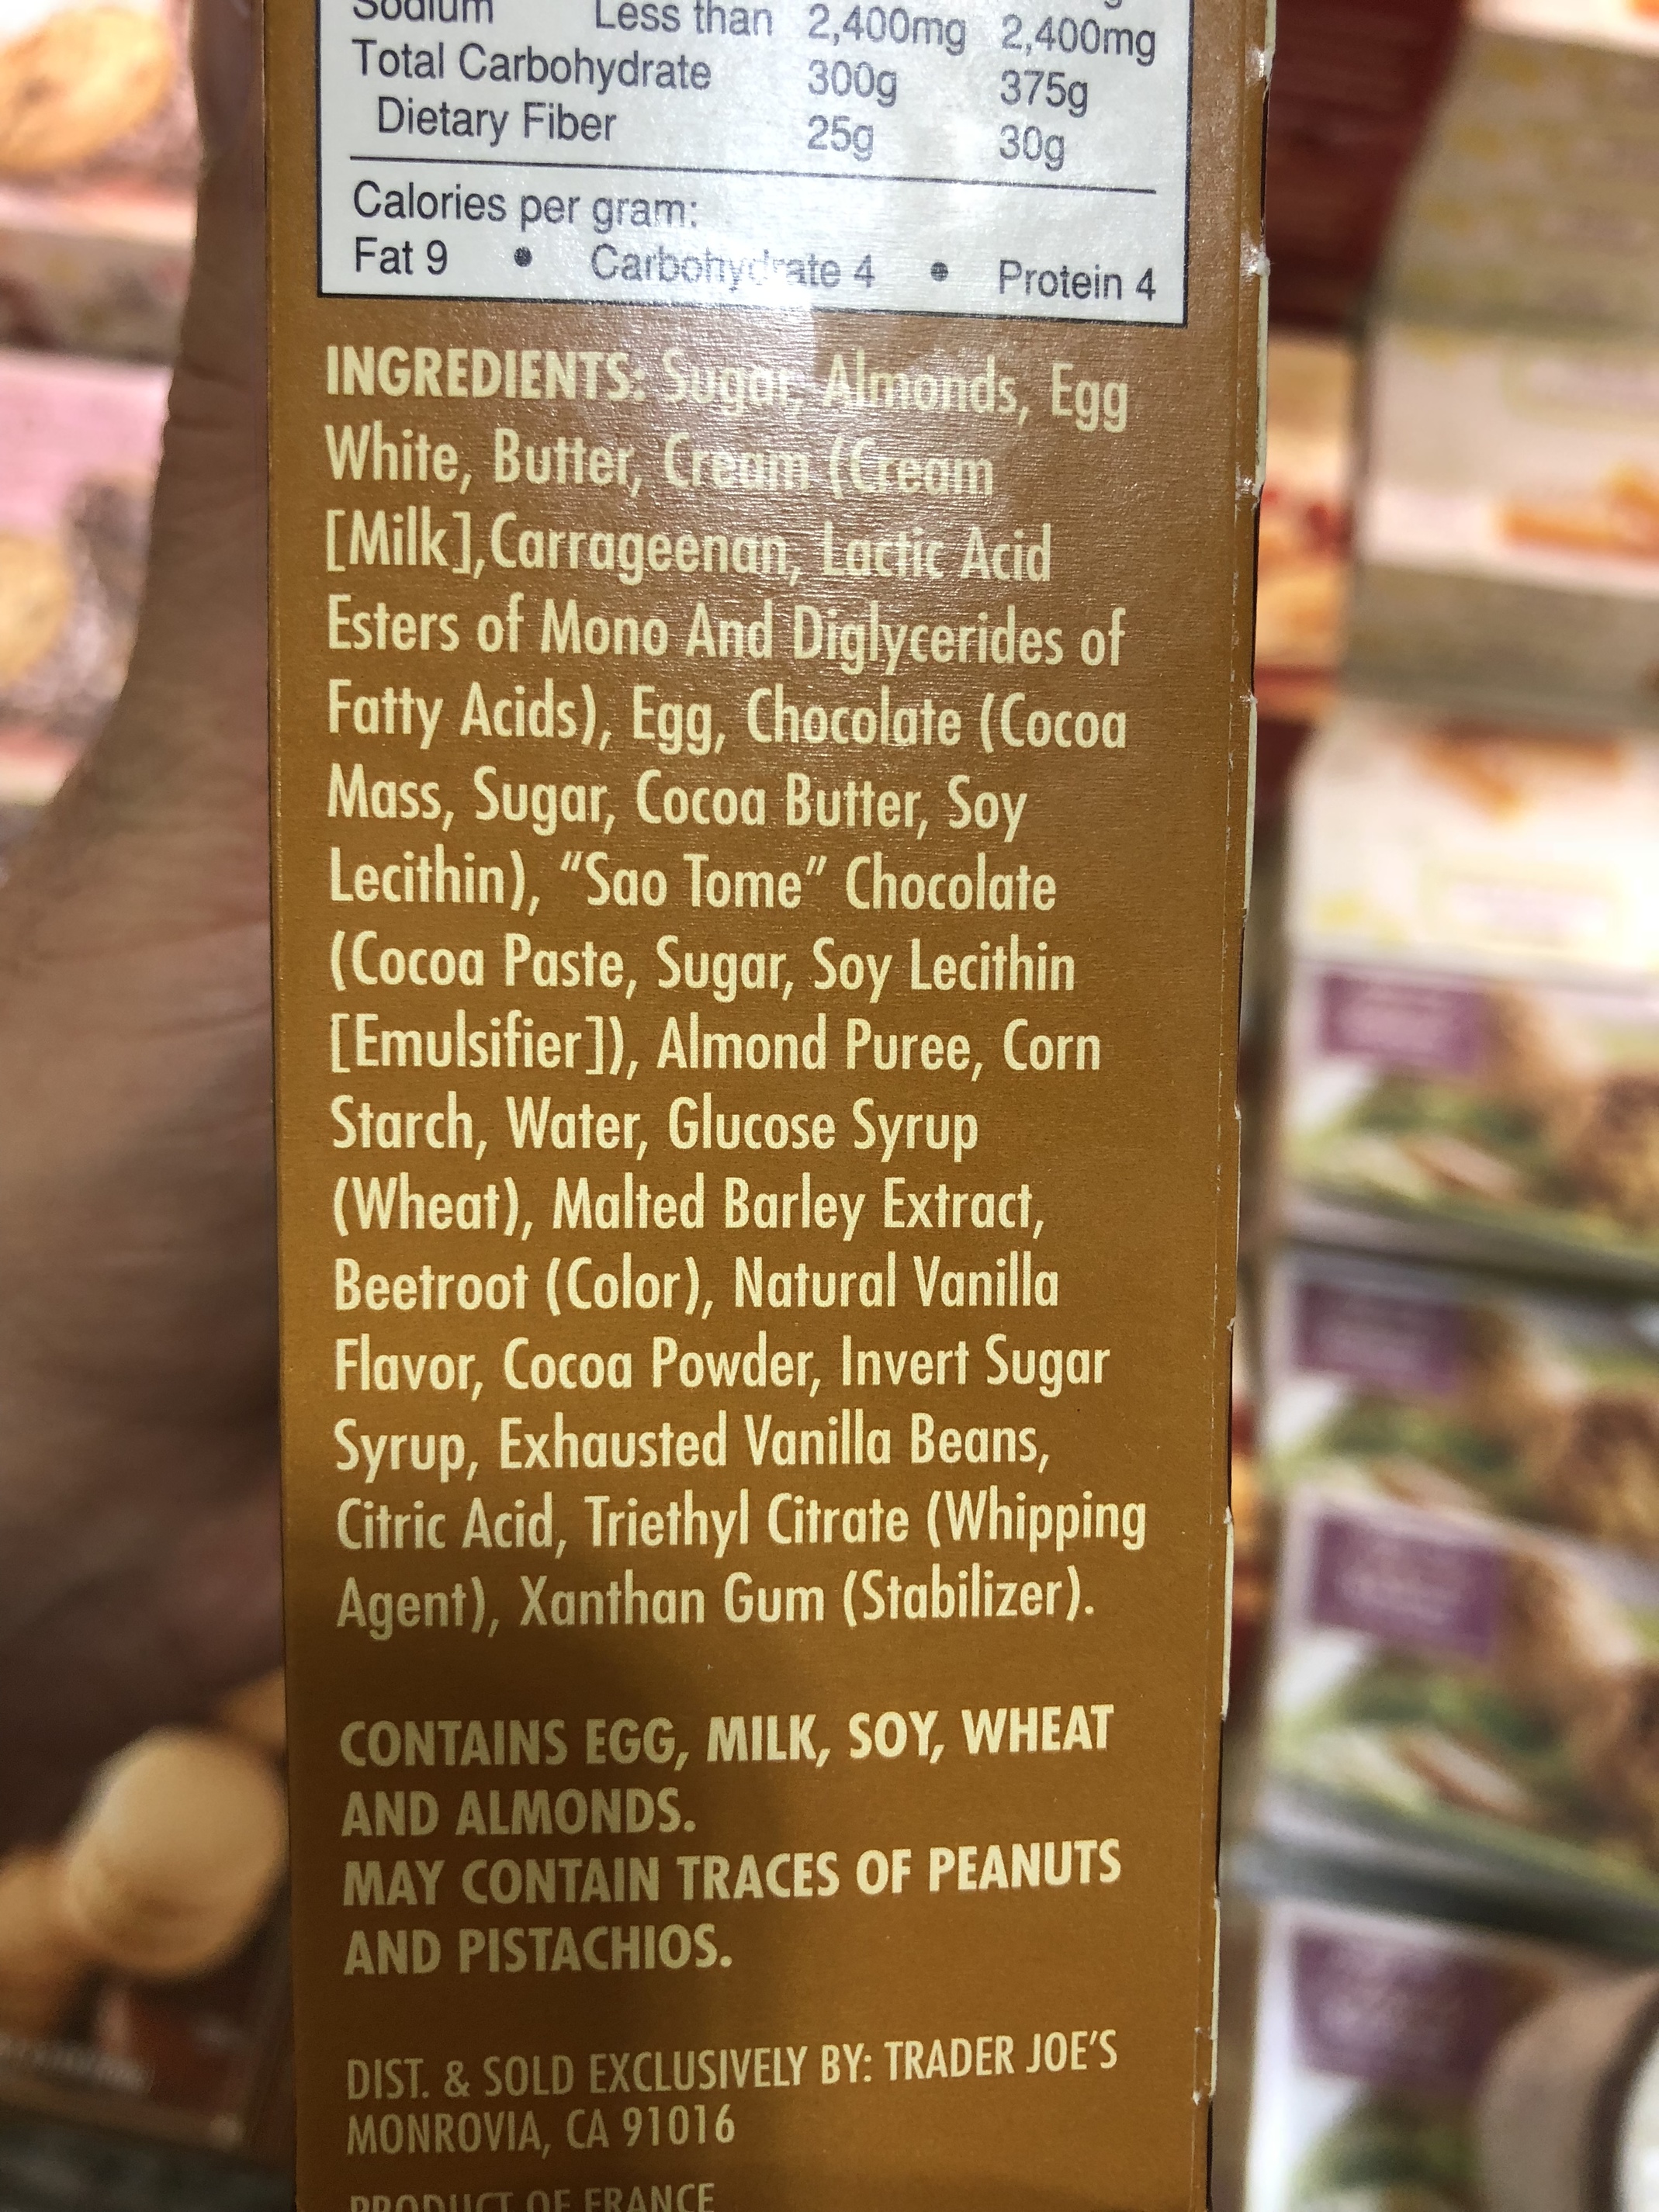 Sodium Less than 2,400mg 2,400mg
Total Carbohydrate 300g 375g
Dietary Fiber 25g 30g
Calories per gram:
Fat 9 • Carbohydrate 4 • Protein 4
INGREDIENTS: Sugar, Almonds, Egg
White, Butter, Cream (Cream
[Milk],Carrageenan, Lactic Acid
Esters of Mono And Diglycerides of
Fatty Acids), Egg, Chocolate (Cocoa
Mass, Sugar, Cocoa Butter, Soy
Lecithin), “Sao Tome” Chocolate
(Cocoa Paste, Sugar, Soy Lecithin
[Emulsifier]), Almond Puree, Corn
Starch, Water, Glucose Syrup
(Wheat), Malted Barley Extract,
Beetroot (Color), Natural Vanilla
Flavor, Cocoa Powder, Invert Sugar
Syrup, Exhausted Vanilla Beans,
Citric Acid, Triethyl Citrate (Whipping
Agent), Xanthan Gum (Stabilizer).
CONTAINS EGG, MILK, SOY, WHEAT
AND ALMONDS.
MAY CONTAIN TRACES OF PEANUTS
AND PISTACHIOS.
DIST. & SOLD EXCLUSIVELY BY: TRADER JOE'S
MONROVIA, CA 91016
PRODUCT OF FRANCE